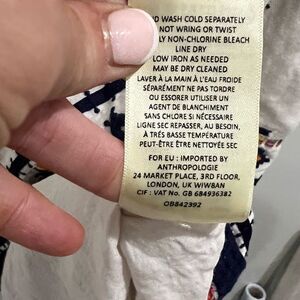 D WASH COLD SEPARATELY
NOT WRING OR TWIST
LY NON-CHLORINE BLEACH
LINE DRY
LOW IRON AS NEEDED
MAY BE DRY CLEANED
LAVER À LA MAIN À L'EAU FROIDE
SÉPARÉMENT NE PAS TORDRE
OU ESSORER UTILISER UN
AGENT DE BLANCHIMENT
SANS CHLORE SI NÉCESSAIRE
LIGNE SEC REPASSER, AU BESOIN,
À TRÉS BASSE TEMPÉRATURE
PEUT-ÊTRE ÊTRE NETTOYÉE SEC
FOR EU : IMPORTED BY
ANTHROPOLOGIE
24 MARKET PLACE, 3RD FLOOR,
LONDON, UK W1W8AN
CIF : VAT No. GB 684936382
OB842392